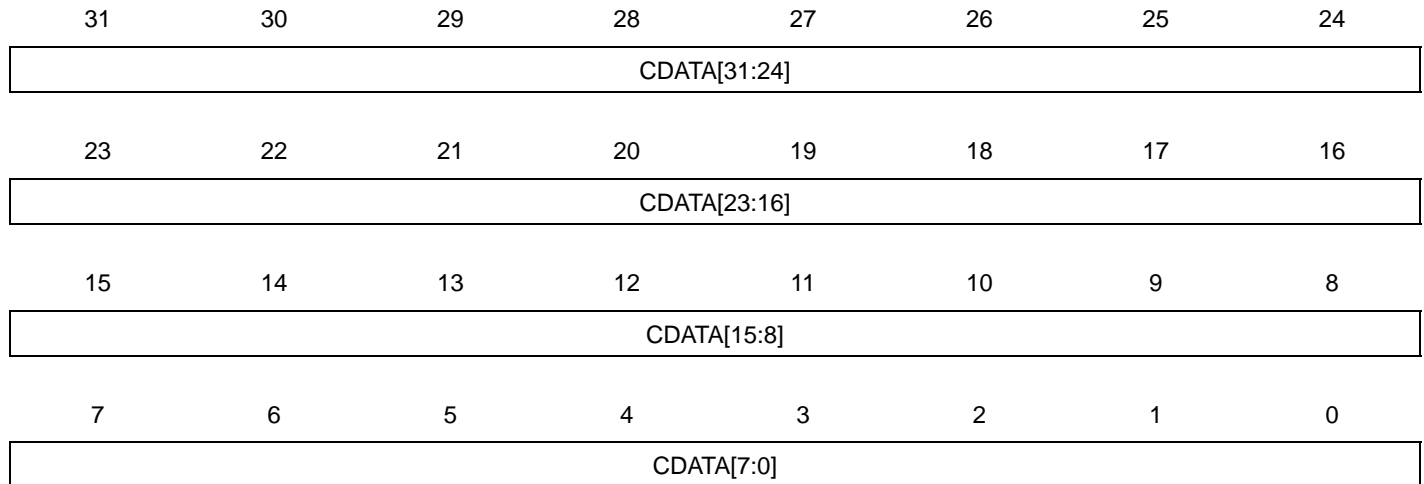 31 30 29 28 27 26 25 24
CDATA[31:24]
23 22 21 20 19 18 17 16
CDATA[23:16]
15 14 13 12 11 10 9 8
CDATA[15:8]
7 6 5 4 3 2 1 0
CDATA[7:0]